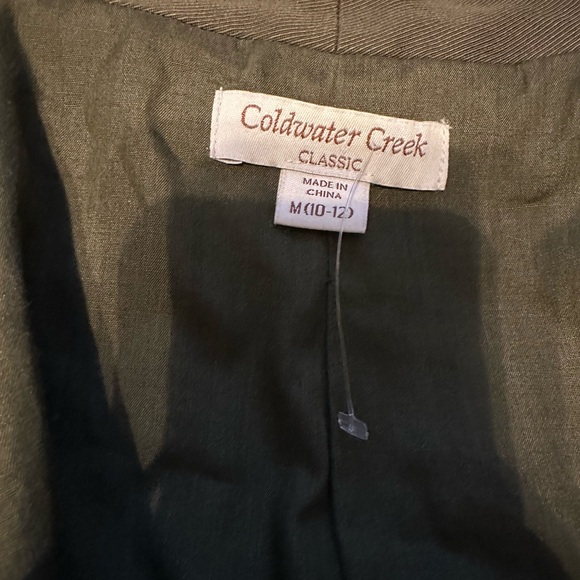 Coldwater Creek
CLASSIC
MADE IN
CHINA
M(10-12)